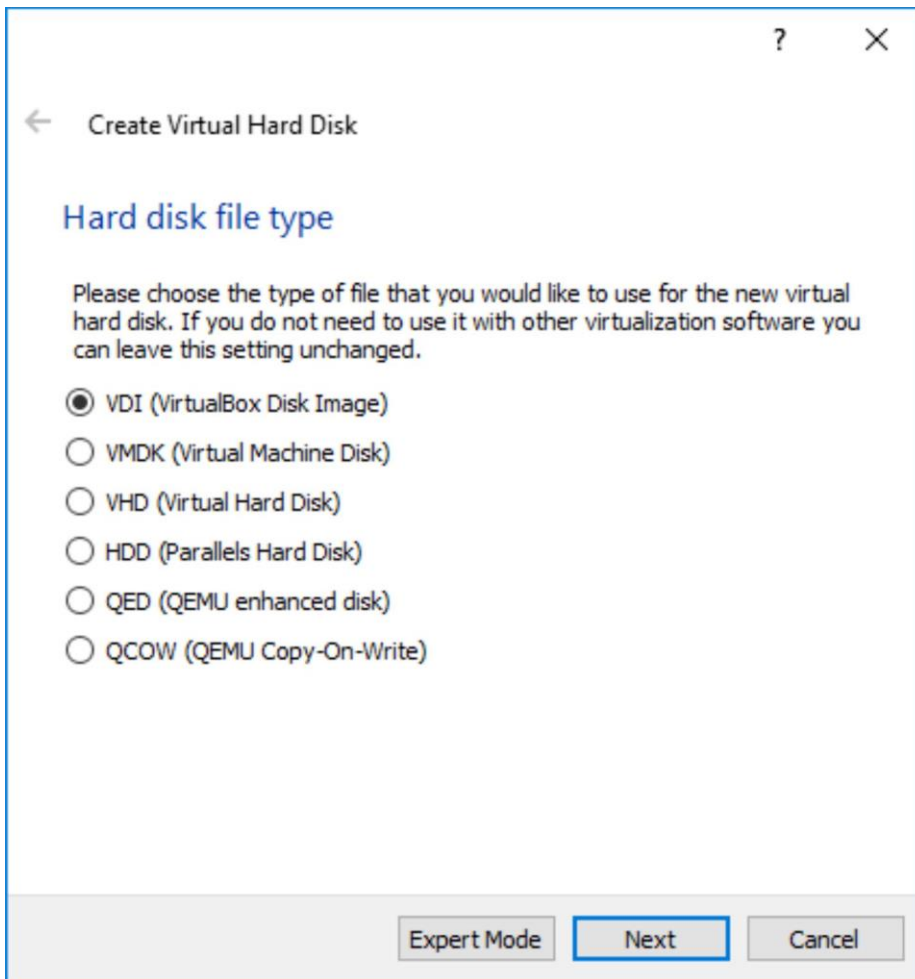 ?
Create Virtual Hard Disk
Hard disk file type
Please choose the type of file that you would like to use for the new virtual
hard disk. If you do not need to use it with other virtualization software you
can leave this setting unchanged.
VDI (VirtualBox Disk Image)
VMDK (Virtual Machine Disk)
VHD (Virtual Hard Disk)
HDD (Parallels Hard Disk)
QED (QEMU enhanced disk)
QCOW (QEMU Copy-On-Write)
Expert Mode Next Cancel